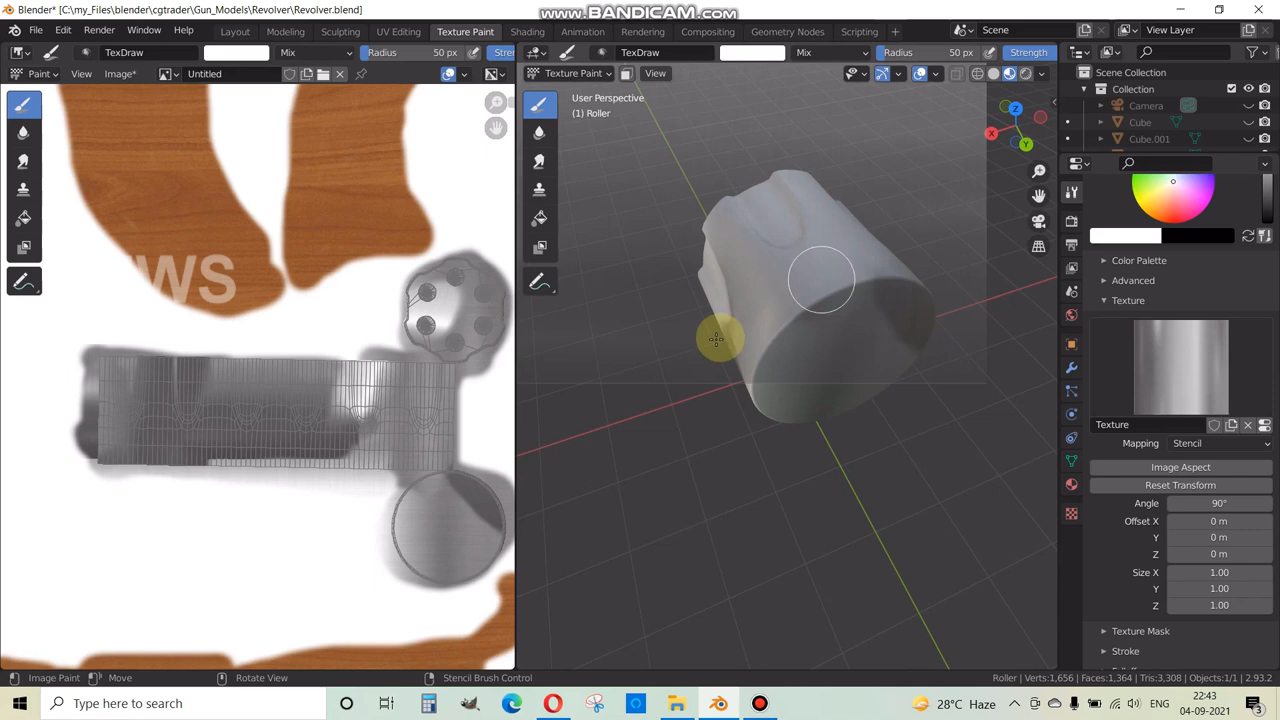 Blender* [C:\my_Files\blender\cgtrader\Gun_Models\Revolver\Revolver.blend]
www.BANDICAM.com
File Edit Render Window Help Layout Modeling Sculpting UV Editing Texture Paint Shading Animation Rendering Compositing Geometry Nodes Scripting Scene View Layer
TexDraw Mix Radius 50 px Stren TexDraw Mix Radius 50 px Strength
Paint View Image* Untitled Texture Paint View
Scene Collection
Collection
Camera
Cube
Cube.001
User Perspective
(1) Roller
Z
X
Y
WS
Color Palette
Advanced
Texture
Texture
Mapping Stencil
Image Aspect
Reset Transform
Angle 90°
Offset X 0 m
Y 0 m
Z 0 m
Size X 1.00
Y 1.00
Z 1.00
Texture Mask
Stroke
Image Paint Move Rotate View Stencil Brush Control Roller | Verts:1,656 | Faces:1,364 | Tris:3,308 | Objects:1/1 | 2.93.2
Type here to search
28°C Haze ENG 22:43
04-09-2021
3